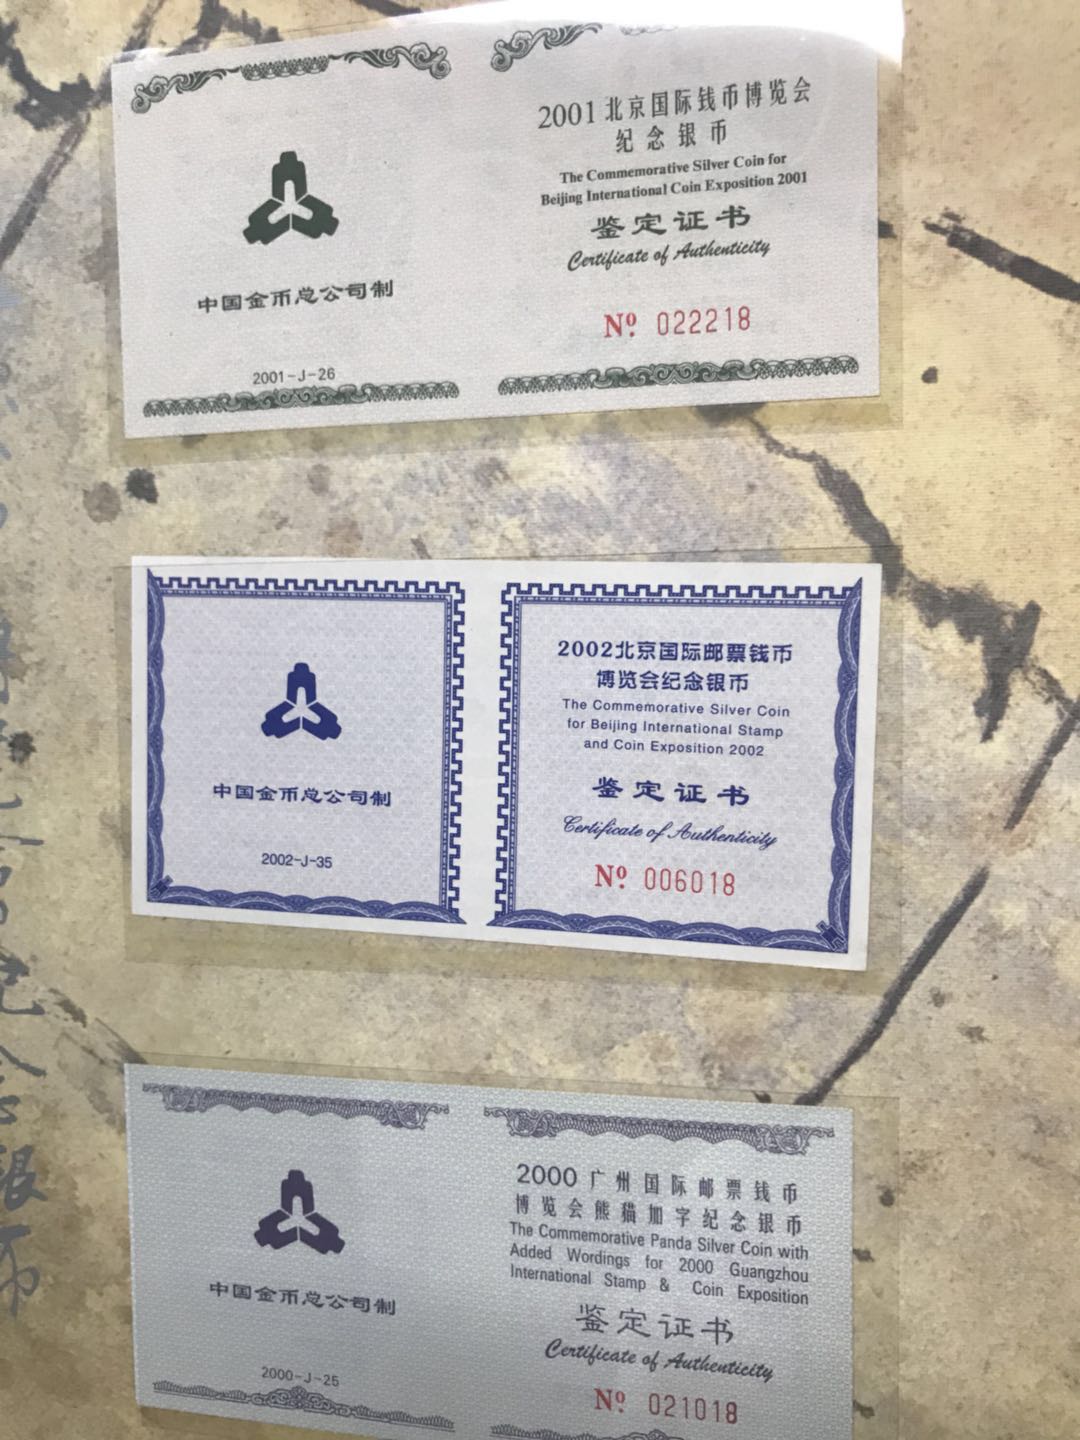 2001北京国际钱币博览会
纪念银币
The Commemorative Silver Coin for
Beijing International Coin Exposition 2001
鉴定证书
Certificate of Authenticity
Nº 022218
中国金币总公司制
2001-J-26
2002北京国际邮票钱币
博览会纪念银币
The Commemorative Silver Coin
for Beijing International Stamp
and Coin Exposition 2002
鉴定证书
Certificate of Authenticity
Nº 006018
中国金币总公司制
2002-J-35
2000 广州国际邮票钱币
博览会熊猫加字纪念银币
The Commemorative Panda Silver Coin with
Added Wordings for 2000 Guangzhou
International Stamp & Coin Exposition
鉴定证书
Certificate of Authenticity
Nº 021018
中国金币总公司制
2000-J-25
念银币